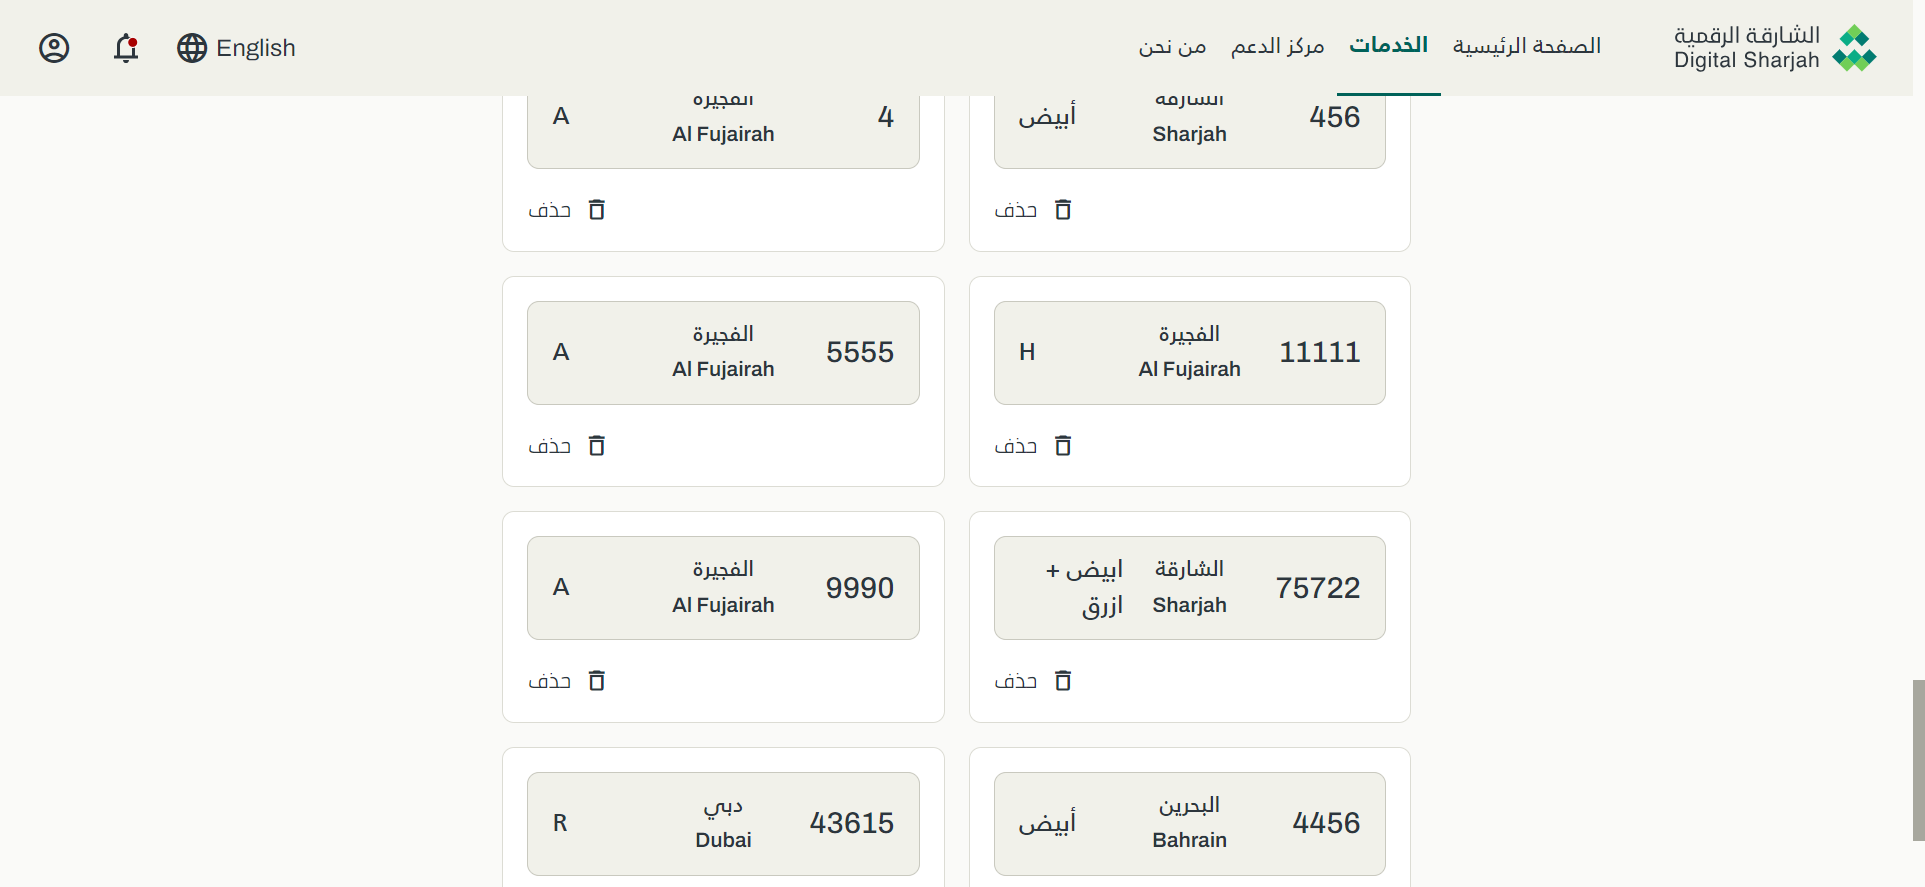 الشارقة الرقمية
Digital Sharjah
الصفحة الرئيسية
الخدمات
مركز الدعم
من نحن
English
456
الشارقة
Sharjah
أبيض
حذف
4
الفجيرة
Al Fujairah
A
حذف
11111
الفجيرة
Al Fujairah
H
حذف
5555
الفجيرة
Al Fujairah
A
حذف
75722
الشارقة
Sharjah
ابيض +
ازرق
حذف
9990
الفجيرة
Al Fujairah
A
حذف
4456
البحرين
Bahrain
أبيض
43615
دبي
Dubai
R